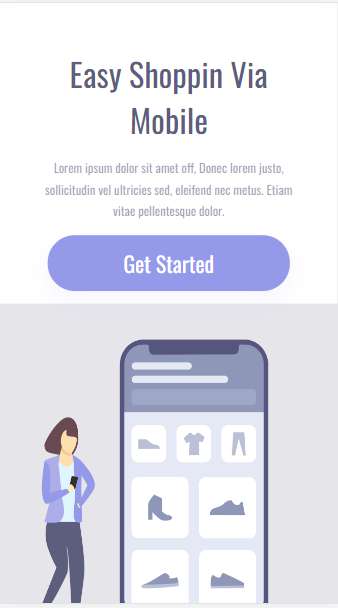 Easy Shoppin Via
Mobile
Lorem ipsum dolor sit amet off, Donec lorem justo,
sollicitudin vel ultricies sed, eleifend nec metus. Etiam
vitae pellentesque dolor.
Get Started